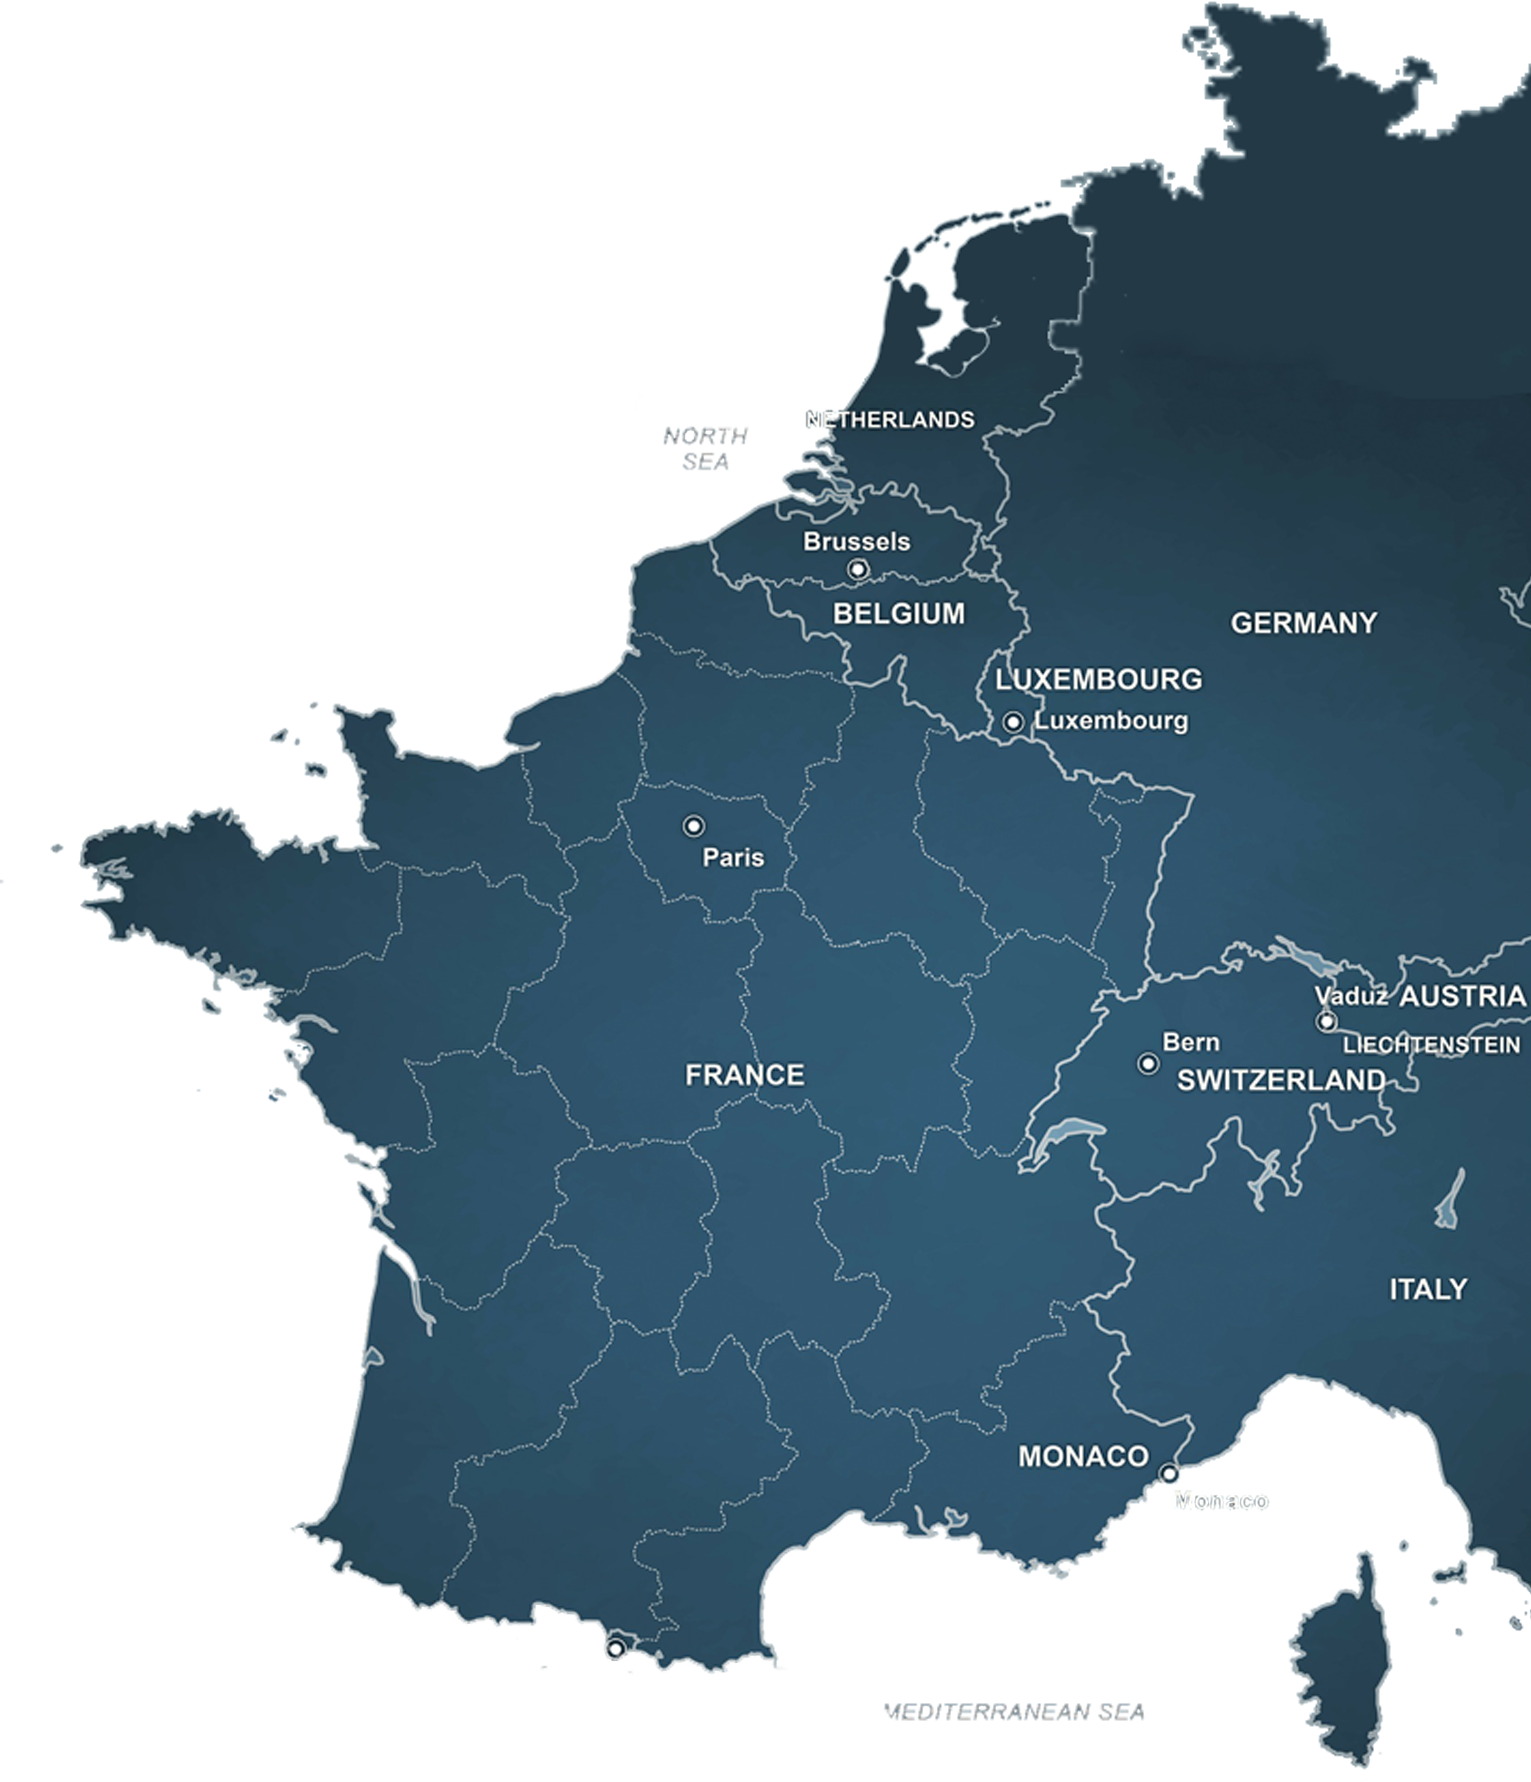 NETHERLANDS
NORTH
SEA
Brussels
BELGIUM
GERMANY
LUXEMBOURG
Luxembourg
Paris
Vaduz
AUSTRIA
Bern
LIECHTENSTEIN
FRANCE
SWITZERLAND
ITALY
MONACO
Monaco
MEDITERRANEAN SEA